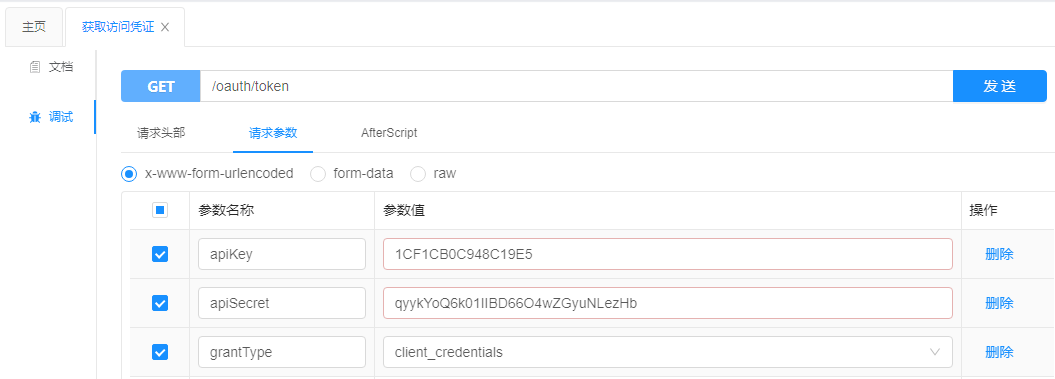 主页 获取访问凭证
文档
调试
GET /oauth/token 发 送
请求头部 请求参数 AfterScript
x-www-form-urlencoded form-data raw
参数名称 参数值 操作
apiKey 1CF1CB0C948C19E5 删除
apiSecret qyykYoQ6k01IIBD66O4wZGyuNLezHb 删除
grantType client_credentials 删除